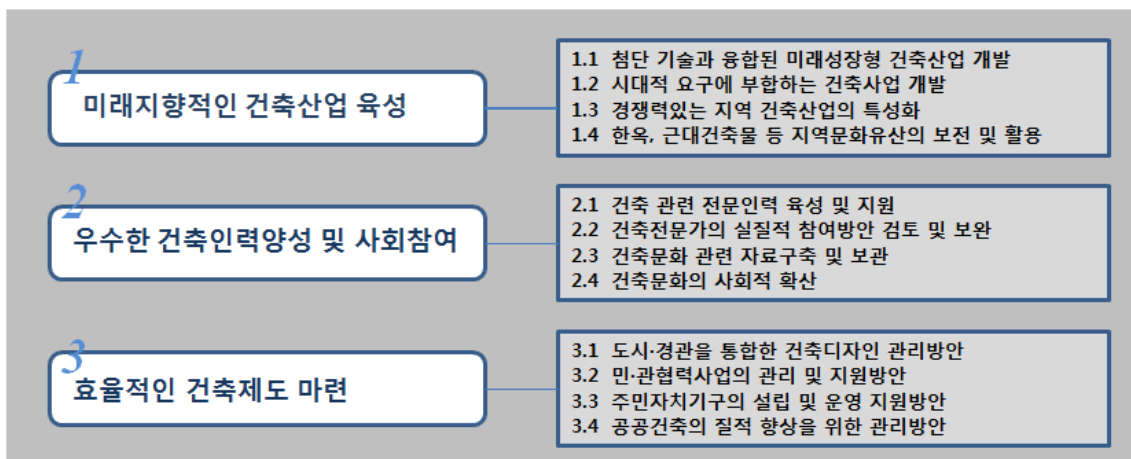 1
미래지향적인 건축산업 육성
1.1 첨단 기술과 융합된 미래성장형 건축산업 개발
1.2 시대적 요구에 부합하는 건축사업 개발
1.3 경쟁력있는 지역 건축산업의 특성화
1.4 한옥, 근대건축물 등 지역문화유산의 보전 및 활용
2
우수한 건축인력양성 및 사회참여
2.1 건축 관련 전문인력 육성 및 지원
2.2 건축전문가의 실질적 참여방안 검토 및 보완
2.3 건축문화 관련 자료구축 및 보관
2.4 건축문화의 사회적 확산
3
효율적인 건축제도 마련
3.1 도시·경관을 통합한 건축디자인 관리방안
3.2 민·관협력사업의 관리 및 지원방안
3.3 주민자치기구의 설립 및 운영 지원방안
3.4 공공건축의 질적 향상을 위한 관리방안